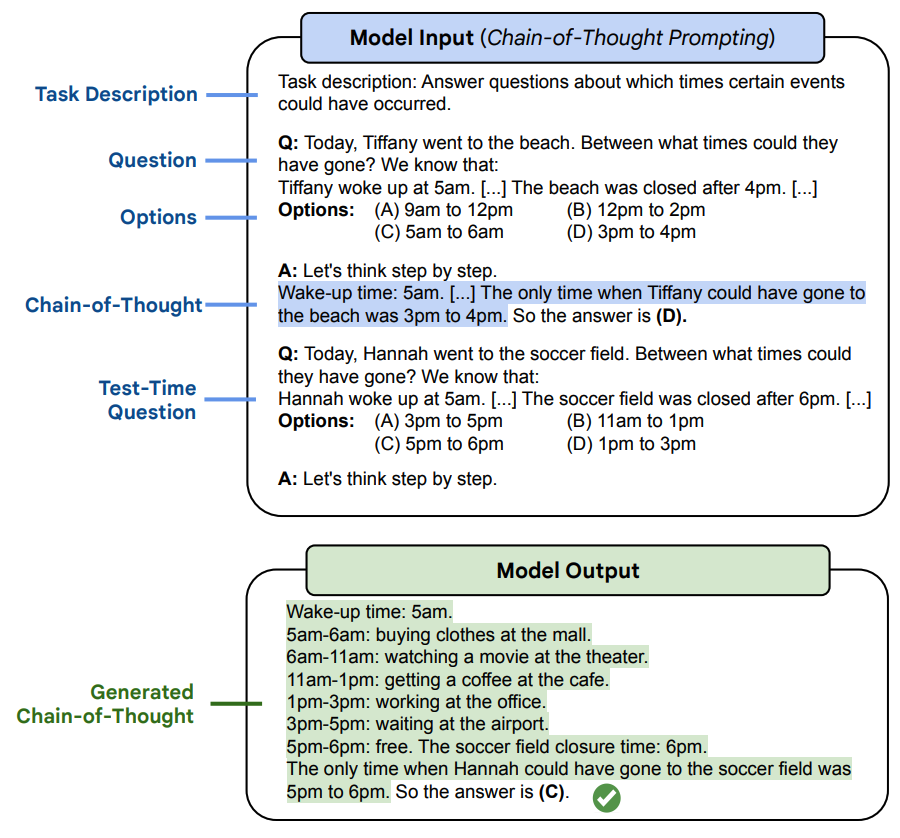 Model Input (Chain-of-Thought Prompting)
Task Description
Task description: Answer questions about which times certain events
could have occurred.
Question
Q: Today, Tiffany went to the beach. Between what times could they
have gone? We know that:
Tiffany woke up at 5am. [...] The beach was closed after 4pm. [...]
Options
Options: (A) 9am to 12pm (B) 12pm to 2pm
(C) 5am to 6am (D) 3pm to 4pm
A: Let's think step by step.
Chain-of-Thought
Wake-up time: 5am. [...] The only time when Tiffany could have gone to
the beach was 3pm to 4pm. So the answer is (D).
Test-Time
Question
Q: Today, Hannah went to the soccer field. Between what times could
they have gone? We know that:
Hannah woke up at 5am. [...] The soccer field was closed after 6pm. [...]
Options: (A) 3pm to 5pm (B) 11am to 1pm
(C) 5pm to 6pm (D) 1pm to 3pm
A: Let's think step by step.
Model Output
Generated
Chain-of-Thought
Wake-up time: 5am.
5am-6am: buying clothes at the mall.
6am-11am: watching a movie at the theater.
11am-1pm: getting a coffee at the cafe.
1pm-3pm: working at the office.
3pm-5pm: waiting at the airport.
5pm-6pm: free. The soccer field closure time: 6pm.
The only time when Hannah could have gone to the soccer field was
5pm to 6pm. So the answer is (C).